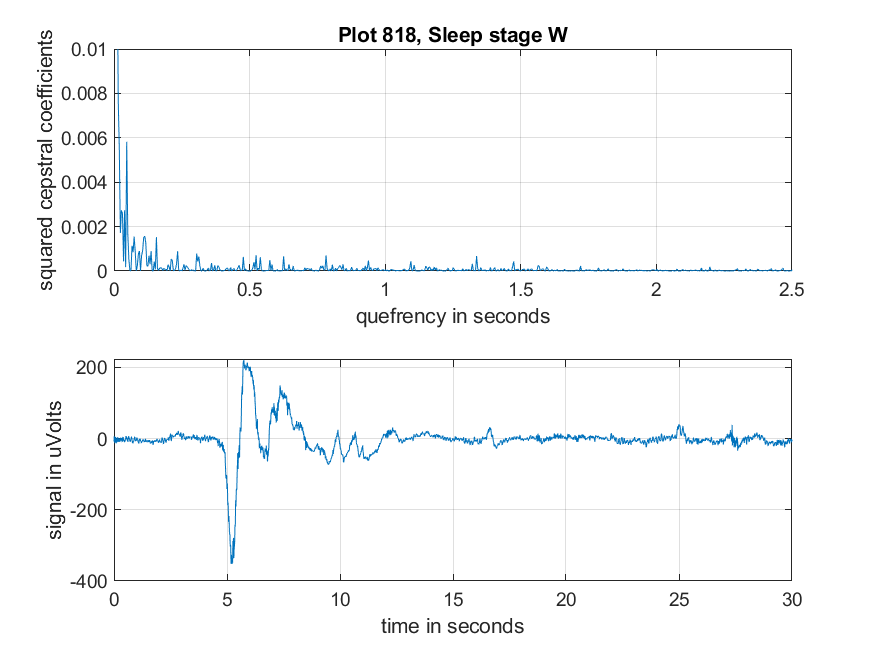 Plot 818, Sleep stage W
squared cepstral coefficients
0.01
0.008
0.006
0.004
0.002
0
0 0.5 1 1.5 2 2.5
quefrency in seconds
signal in uVolts
200
0
-200
-400
0 5 10 15 20 25 30
time in seconds